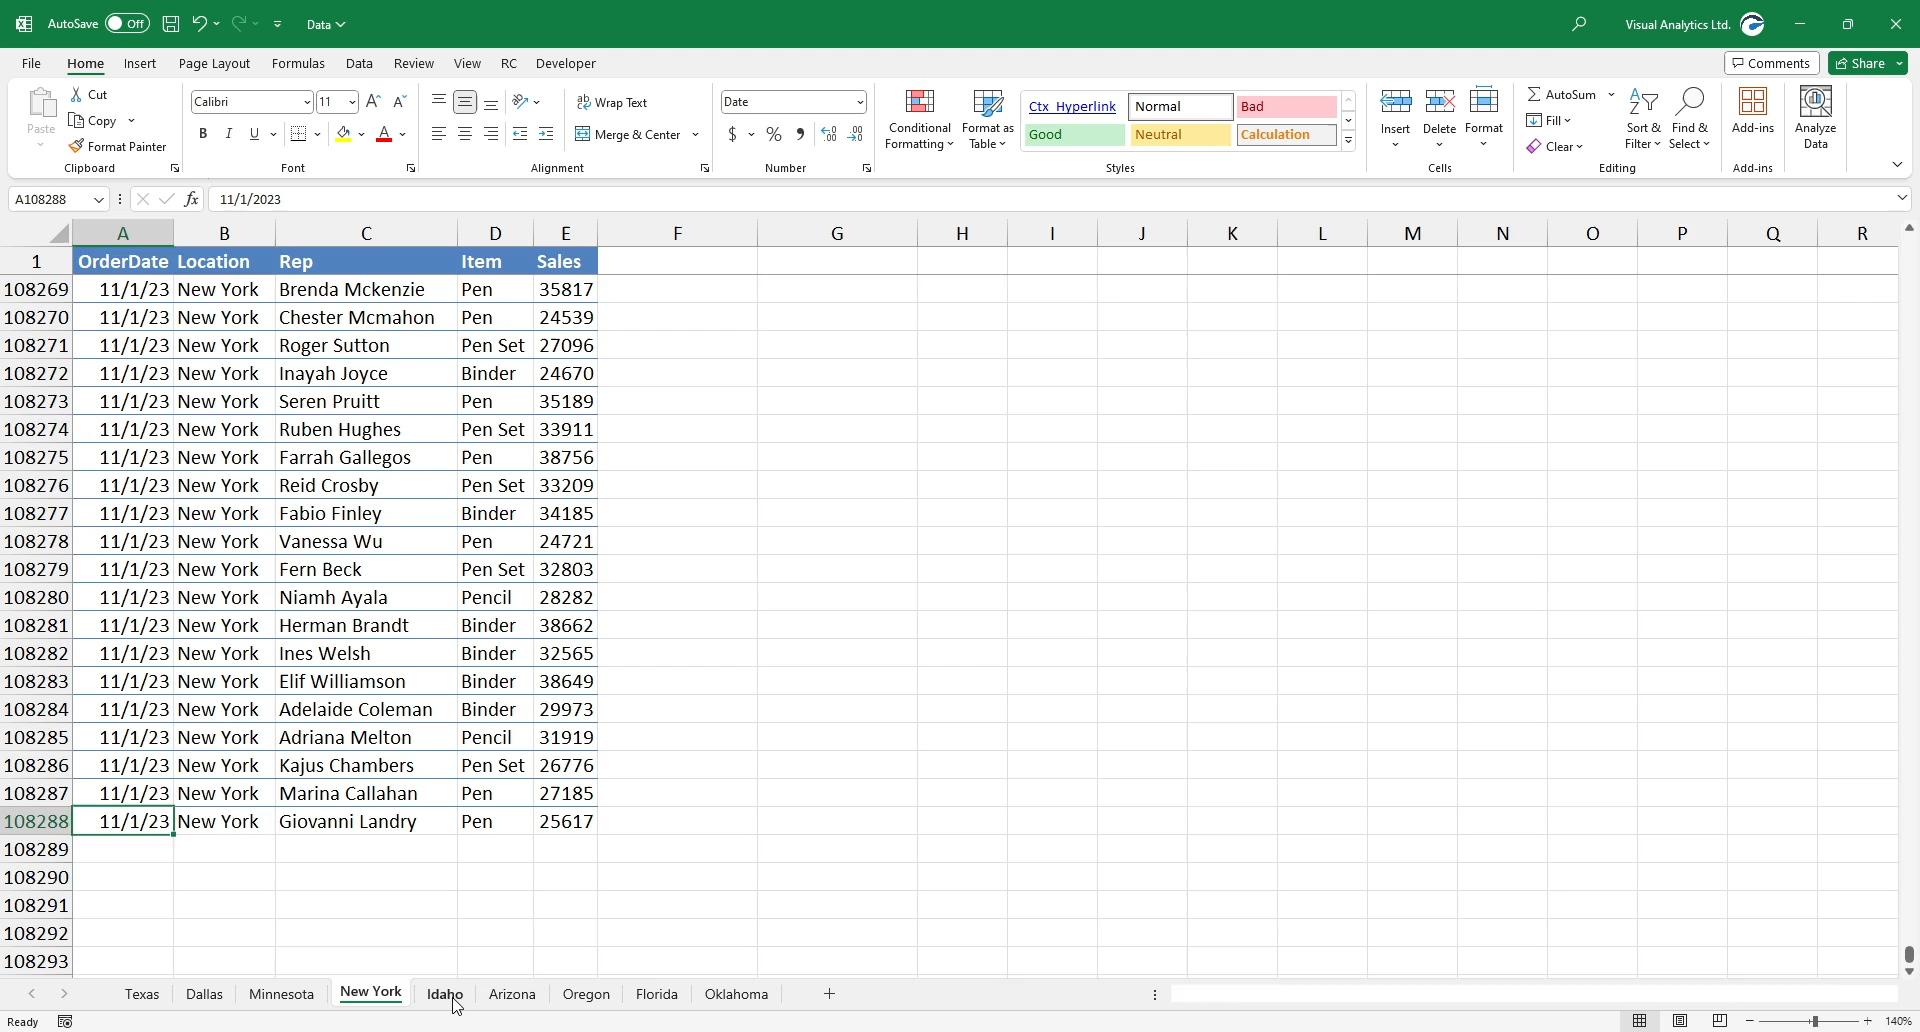 AutoSave Off Data Visual Analytics Ltd.
File Home Insert Page Layout Formulas Data Review View RC Developer Comments Share
Paste
Cut
Copy
Format Painter
Clipboard
Calibri 11
B I U A
Font
Wrap Text
Merge & Center
Alignment
Date
$ % ,
Number
Conditional Formatting
Format as Table
Ctx_Hyperlink Normal Bad
Good Neutral Calculation
Styles
Insert Delete Format
Cells
AutoSum
Fill
Clear
Sort & Filter
Find & Select
Editing
Add-ins
Add-ins
Analyze Data
A108288 fx 11/1/2023
A B C D E F G H I J K L M N O P Q R
1 OrderDate Location Rep Item Sales
108269 11/1/23 New York Brenda Mckenzie Pen 35817
108270 11/1/23 New York Chester Mcmahon Pen 24539
108271 11/1/23 New York Roger Sutton Pen Set 27096
108272 11/1/23 New York Inayah Joyce Binder 24670
108273 11/1/23 New York Seren Pruitt Pen 35189
108274 11/1/23 New York Ruben Hughes Pen Set 33911
108275 11/1/23 New York Farrah Gallegos Pen 38756
108276 11/1/23 New York Reid Crosby Pen Set 33209
108277 11/1/23 New York Fabio Finley Binder 34185
108278 11/1/23 New York Vanessa Wu Pen 24721
108279 11/1/23 New York Fern Beck Pen Set 32803
108280 11/1/23 New York Niamh Ayala Pencil 28282
108281 11/1/23 New York Herman Brandt Binder 38662
108282 11/1/23 New York Ines Welsh Binder 32565
108283 11/1/23 New York Elif Williamson Binder 38649
108284 11/1/23 New York Adelaide Coleman Binder 29973
108285 11/1/23 New York Adriana Melton Pencil 31919
108286 11/1/23 New York Kajus Chambers Pen Set 26776
108287 11/1/23 New York Marina Callahan Pen 27185
108288 11/1/23 New York Giovanni Landry Pen 25617
108289
108290
108291
108292
108293
Texas Dallas Minnesota New York Idaho Arizona Oregon Florida Oklahoma
Ready 140%